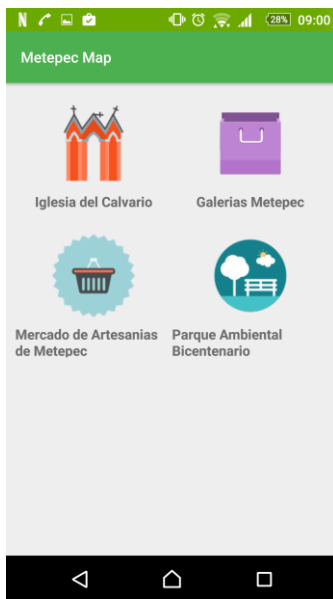 N 28% 09:00
Metepec Map
Iglesia del Calvario
Galerias Metepec
Mercado de Artesanias
de Metepec
Parque Ambiental
Bicentenario